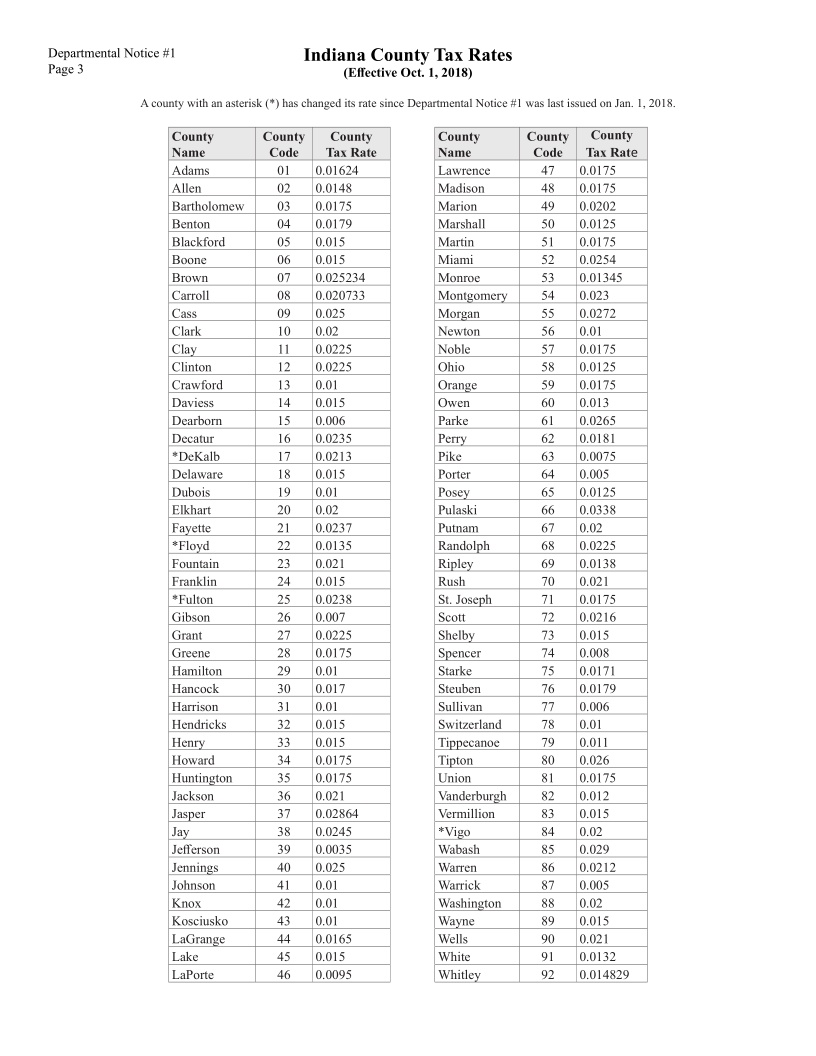 Departmental Notice #1
Page 3
Indiana County Tax Rates
(Effective Oct. 1, 2018)
A county with an asterisk (*) has changed its rate since Departmental Notice #1 was last issued on Jan. 1, 2018.
County Name County Code County Tax Rate
Adams 01 0.01624
Allen 02 0.0148
Bartholomew 03 0.0175
Benton 04 0.0179
Blackford 05 0.015
Boone 06 0.015
Brown 07 0.025234
Carroll 08 0.020733
Cass 09 0.025
Clark 10 0.02
Clay 11 0.0225
Clinton 12 0.0225
Crawford 13 0.01
Daviess 14 0.015
Dearborn 15 0.006
Decatur 16 0.0235
*DeKalb 17 0.0213
Delaware 18 0.015
Dubois 19 0.01
Elkhart 20 0.02
Fayette 21 0.0237
*Floyd 22 0.0135
Fountain 23 0.021
Franklin 24 0.015
*Fulton 25 0.0238
Gibson 26 0.007
Grant 27 0.0225
Greene 28 0.0175
Hamilton 29 0.01
Hancock 30 0.017
Harrison 31 0.01
Hendricks 32 0.015
Henry 33 0.015
Howard 34 0.0175
Huntington 35 0.0175
Jackson 36 0.021
Jasper 37 0.02864
Jay 38 0.0245
Jefferson 39 0.0035
Jennings 40 0.025
Johnson 41 0.01
Knox 42 0.01
Kosciusko 43 0.01
LaGrange 44 0.0165
Lake 45 0.015
LaPorte 46 0.0095
County Name County Code County Tax Rate
Lawrence 47 0.0175
Madison 48 0.0175
Marion 49 0.0202
Marshall 50 0.0125
Martin 51 0.0175
Miami 52 0.0254
Monroe 53 0.01345
Montgomery 54 0.023
Morgan 55 0.0272
Newton 56 0.01
Noble 57 0.0175
Ohio 58 0.0125
Orange 59 0.0175
Owen 60 0.013
Parke 61 0.0265
Perry 62 0.0181
Pike 63 0.0075
Porter 64 0.005
Posey 65 0.0125
Pulaski 66 0.0338
Putnam 67 0.02
Randolph 68 0.0225
Ripley 69 0.0138
Rush 70 0.021
St. Joseph 71 0.0175
Scott 72 0.0216
Shelby 73 0.015
Spencer 74 0.008
Starke 75 0.0171
Steuben 76 0.0179
Sullivan 77 0.006
Switzerland 78 0.01
Tippecanoe 79 0.011
Tipton 80 0.026
Union 81 0.0175
Vanderburgh 82 0.012
Vermillion 83 0.015
*Vigo 84 0.02
Wabash 85 0.029
Warren 86 0.0212
Warrick 87 0.005
Washington 88 0.02
Wayne 89 0.015
Wells 90 0.021
White 91 0.0132
Whitley 92 0.014829